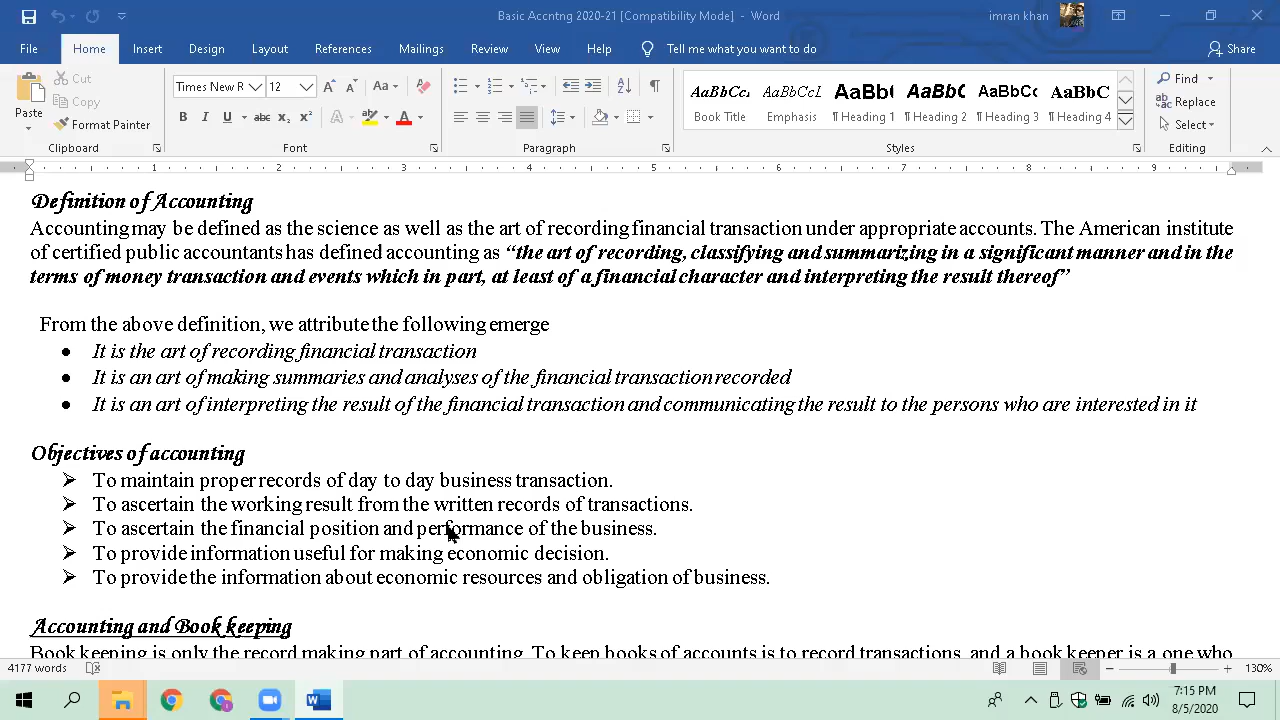 Basic Accntng 2020-21 [Compatibility Mode] - Word
imran khan
File Home Insert Design Layout References Mailings Review View Help Tell me what you want to do Share
Paste
Cut
Copy
Format Painter
Clipboard
Times New R 12
Font
Paragraph
AaBbCcI Book Title
AaBbCcL Emphasis
AaBb( ¶ Heading 1
AaBbC ¶ Heading 2
AaBbCc ¶ Heading 3
AaBbC ¶ Heading 4
Styles
Find
Replace
Select
Editing
1 2 3 4 5 6 7 8 9
Definition of Accounting
Accounting may be defined as the science as well as the art of recording financial transaction under appropriate accounts. The American institute
of certified public accountants has defined accounting as “the art of recording, classifying and summarizing in a significant manner and in the
terms of money transaction and events which in part, at least of a financial character and interpreting the result thereof”
From the above definition, we attribute the following emerge
• It is the art of recording financial transaction
• It is an art of making summaries and analyses of the financial transaction recorded
• It is an art of interpreting the result of the financial transaction and communicating the result to the persons who are interested in it
Objectives of accounting
➢ To maintain proper records of day to day business transaction.
➢ To ascertain the working result from the written records of transactions.
➢ To ascertain the financial position and performance of the business.
➢ To provide information useful for making economic decision.
➢ To provide the information about economic resources and obligation of business.
Accounting and Book keeping
Book keeping is only the record making part of accounting. To keep books of accounts is to record transactions, and a book keeper is a one who
4177 words
130%
7:15 PM
8/5/2020